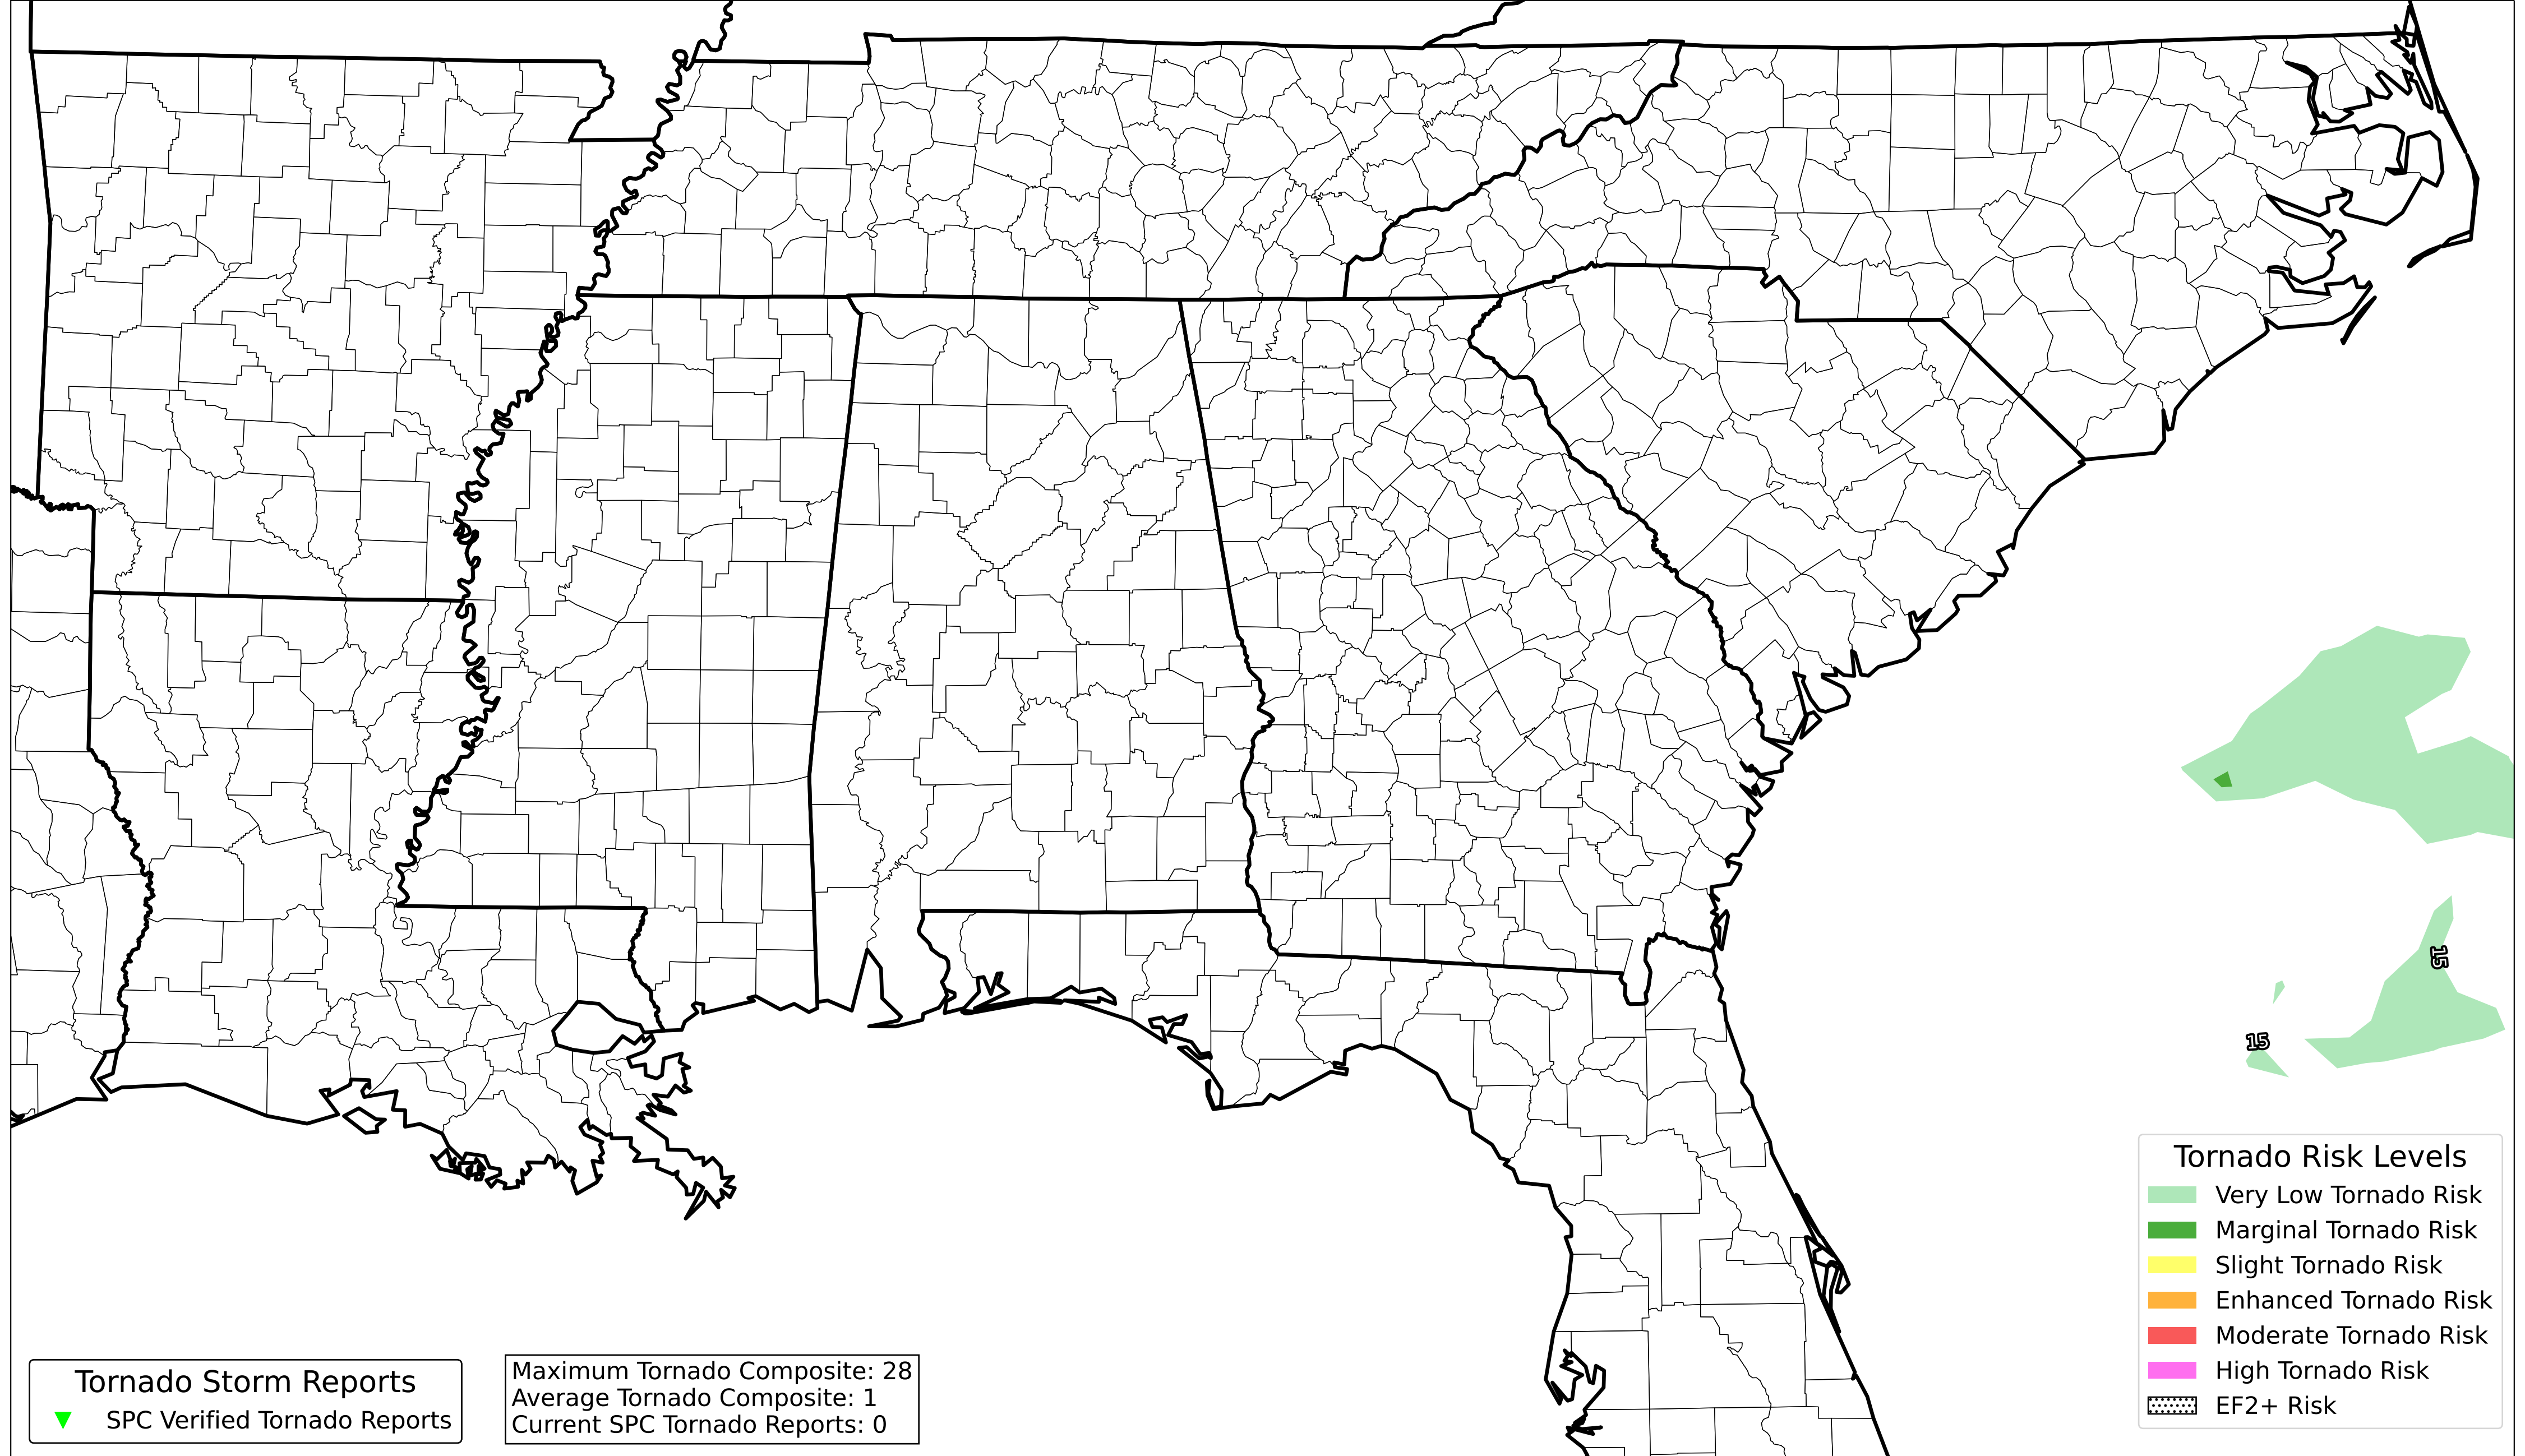 15
15
Tornado Risk Levels
Very Low Tornado Risk
Marginal Tornado Risk
Slight Tornado Risk
Enhanced Tornado Risk
Moderate Tornado Risk
High Tornado Risk
EF2+ Risk
Tornado Storm Reports
SPC Verified Tornado Reports
Maximum Tornado Composite: 28
Average Tornado Composite: 1
Current SPC Tornado Reports: 0